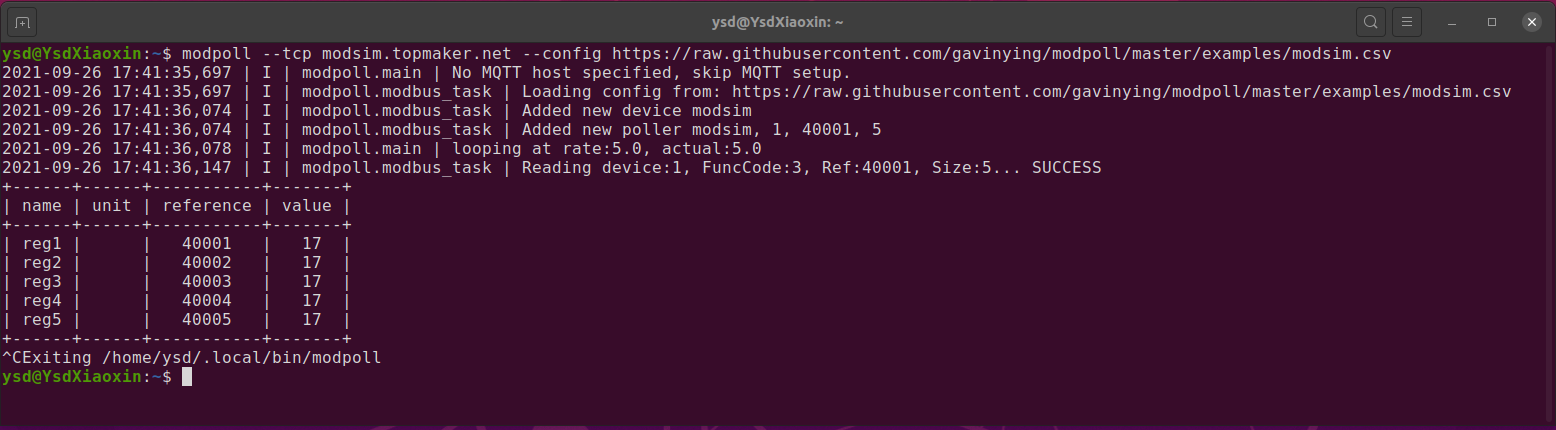 ysd@YsdXiaoxin: ~
ysd@YsdXiaoxin:~$ modpoll --tcp modsim.topmaker.net --config https://raw.githubusercontent.com/gavinying/modpoll/master/examples/modsim.csv
2021-09-26 17:41:35,697 | I | modpoll.main | No MQTT host specified, skip MQTT setup.
2021-09-26 17:41:35,697 | I | modpoll.modbus_task | Loading config from: https://raw.githubusercontent.com/gavinying/modpoll/master/examples/modsim.csv
2021-09-26 17:41:36,074 | I | modpoll.modbus_task | Added new device modsim
2021-09-26 17:41:36,074 | I | modpoll.modbus_task | Added new poller modsim, 1, 40001, 5
2021-09-26 17:41:36,078 | I | modpoll.main | looping at rate:5.0, actual:5.0
2021-09-26 17:41:36,147 | I | modpoll.modbus_task | Reading device:1, FuncCode:3, Ref:40001, Size:5... SUCCESS
+------+------+-----------+-------+
| name | unit | reference | value |
+------+------+-----------+-------+
| reg1 |      |   40001   |   17  |
| reg2 |      |   40002   |   17  |
| reg3 |      |   40003   |   17  |
| reg4 |      |   40004   |   17  |
| reg5 |      |   40005   |   17  |
+------+------+-----------+-------+
^CExiting /home/ysd/.local/bin/modpoll
ysd@YsdXiaoxin:~$